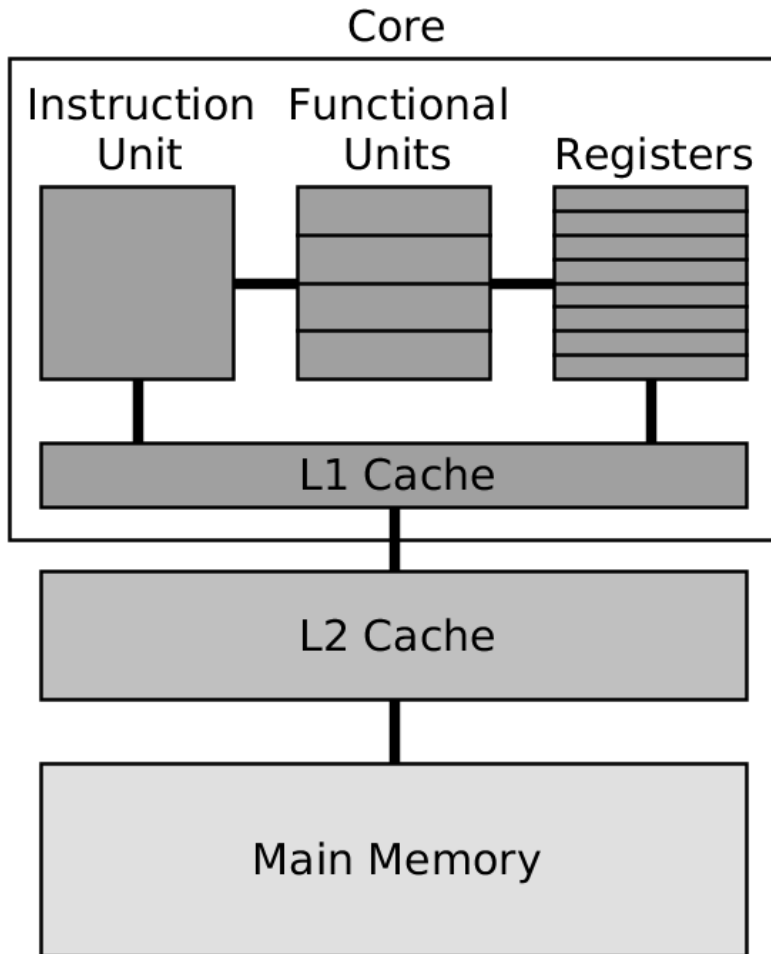 Core
Instruction
Unit
Functional
Units
Registers
L1 Cache
L2 Cache
Main Memory